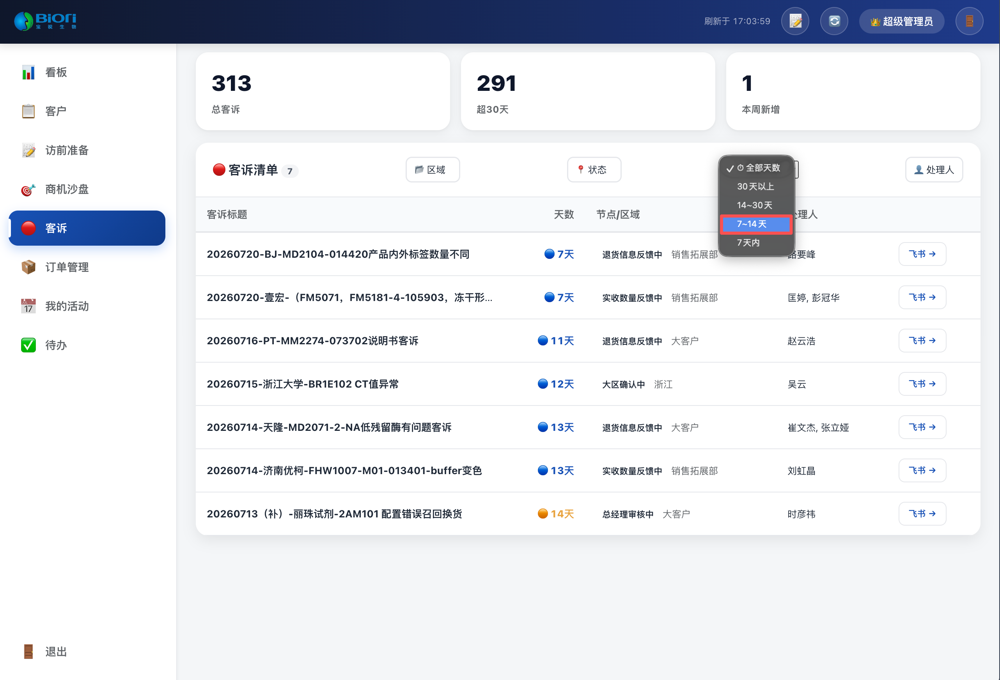 BiOri
宝锐生物
刷新于 17:03:59
超级管理员
看板
客户
访前准备
商机沙盘
客诉
订单管理
JUL
17
我的活动
待办
退出
313
总客诉
291
超30天
1
本周新增
客诉清单 7
区域
状态
处理人
✓ ⏱ 全部天数
30天以上
14~30天
7~14天
7天内
客诉标题 天数 节点/区域 理人
20260720-BJ-MD2104-014420产品内外标签数量不同 7天 退货信息反馈中 销售拓展部 路要峰 飞书 →
20260720-壹宏-（FM5071，FM5181-4-105903，冻干形... 7天 实收数量反馈中 销售拓展部 匡婷, 彭冠华 飞书 →
20260716-PT-MM2274-073702说明书客诉 11天 退货信息反馈中 大客户 赵云浩 飞书 →
20260715-浙江大学-BR1E102 CT值异常 12天 大区确认中 浙江 吴云 飞书 →
20260714-天隆-MD2071-2-NA低残留酶有问题客诉 13天 退货信息反馈中 大客户 崔文杰, 张立娅 飞书 →
20260714-济南优柯-FHW1007-M01-013401-buffer变色 13天 实收数量反馈中 销售拓展部 刘虹晶 飞书 →
20260713（补）-丽珠试剂-2AM101 配置错误召回换货 14天 总经理审核中 大客户 时彦祎 飞书 →